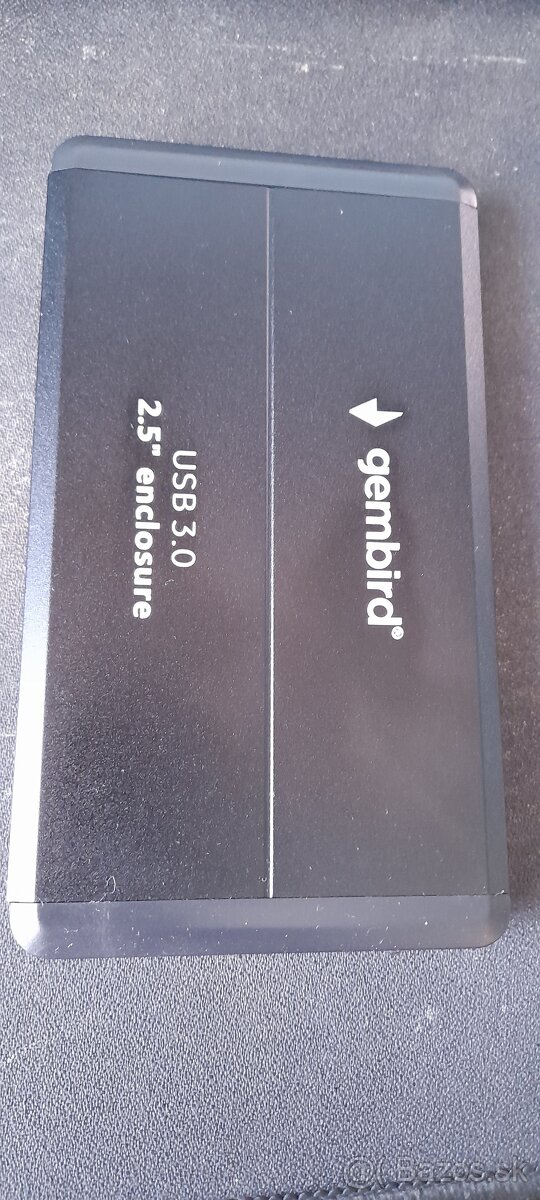 gembird®
USB 3.0
2.5" enclosure
© Bazos.sk